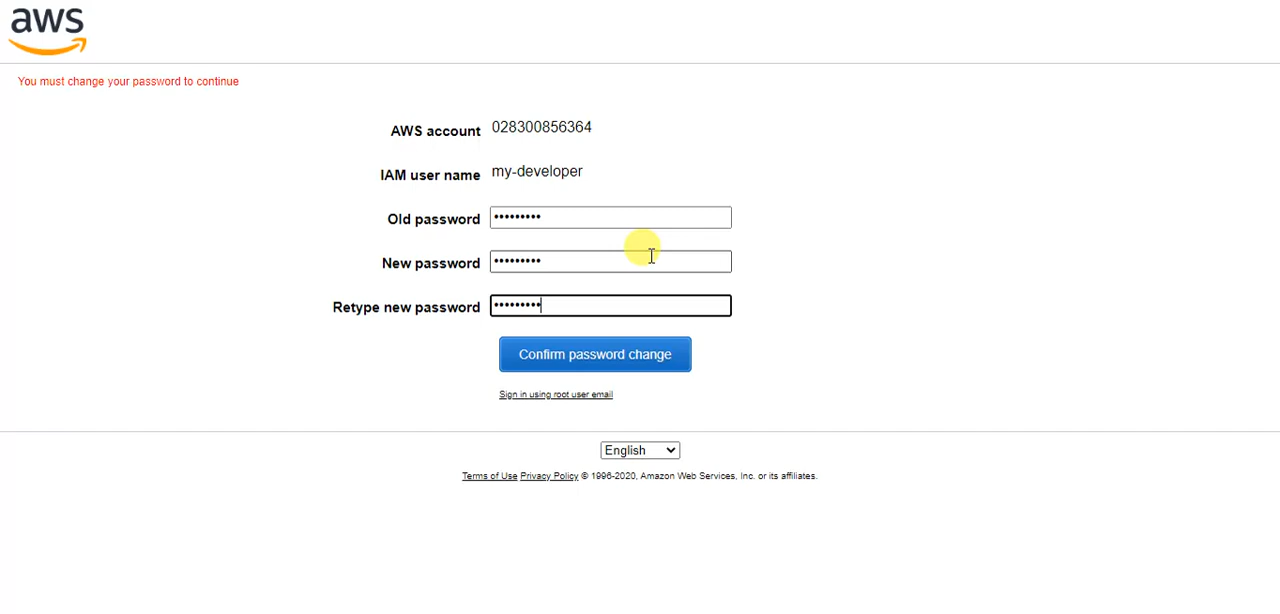 aws
You must change your password to continue
AWS account 028300856364
IAM user name my-developer
Old password •••••••••
New password •••••••••
Retype new password •••••••••
Confirm password change
Sign in using root user email
English
Terms of Use Privacy Policy © 1996-2020, Amazon Web Services, Inc. or its affiliates.